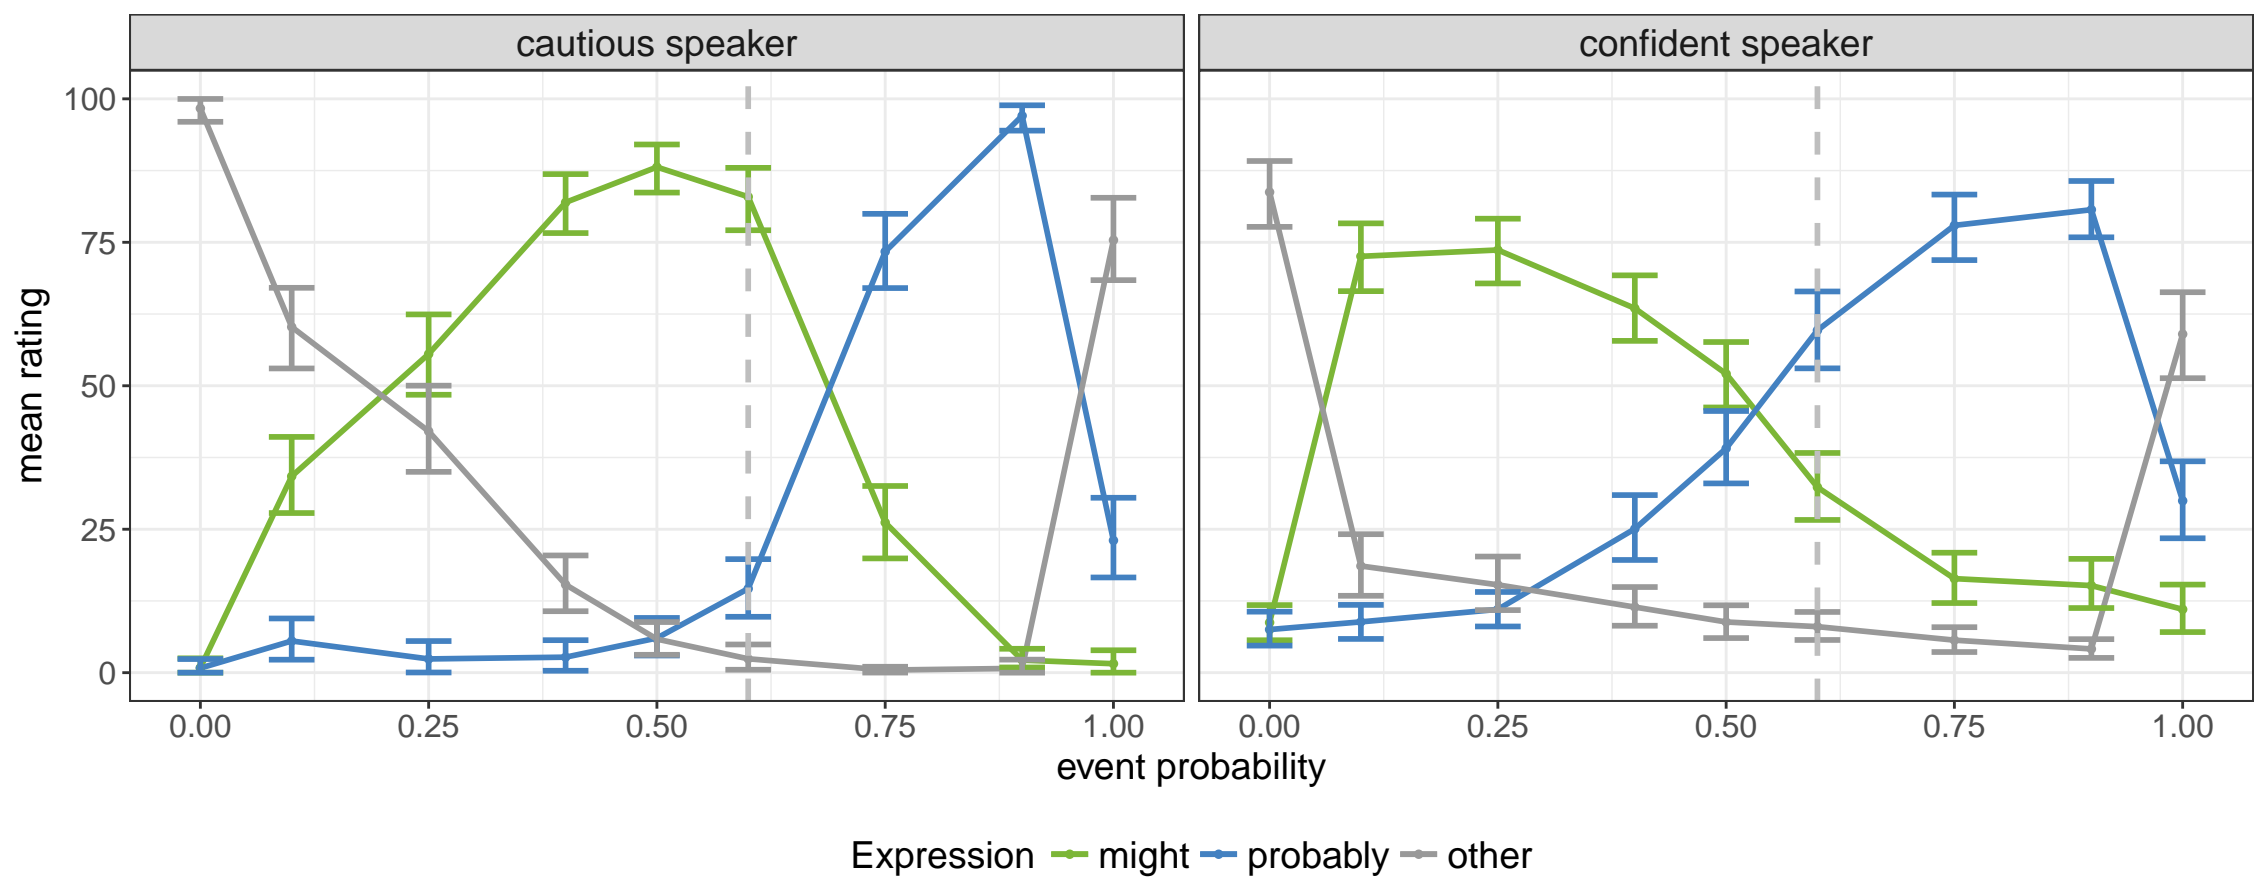 cautious speaker
confident speaker
mean rating
100
75
50
25
0
0.00 0.25 0.50 0.75 1.00
0.00 0.25 0.50 0.75 1.00
event probability
Expression might probably other